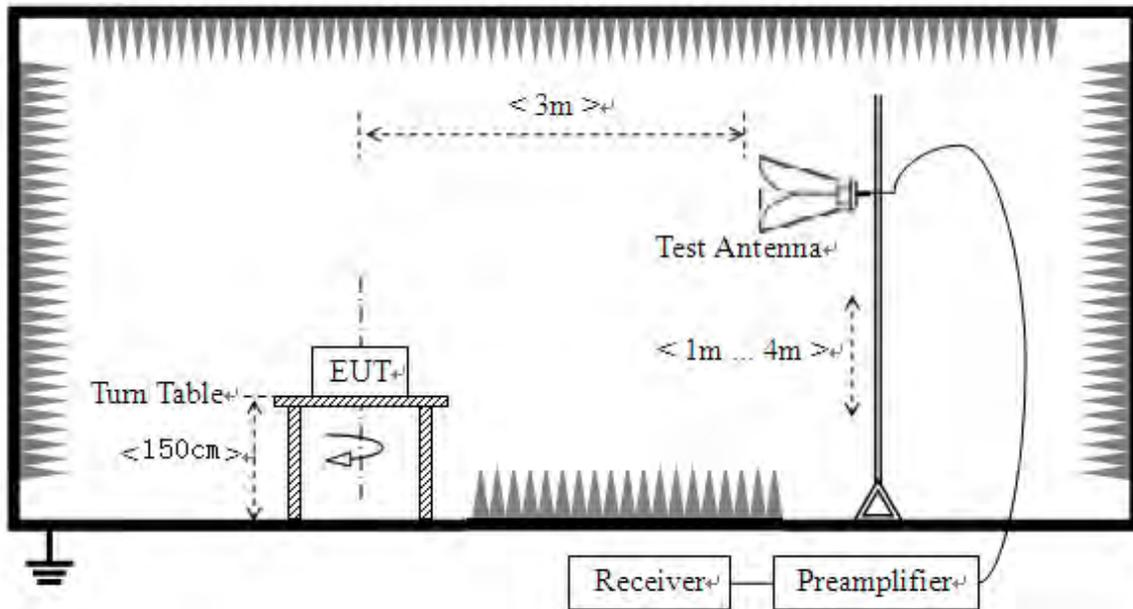 < 3m >↵
Test Antenna↵
< 1m ... 4m >↵
EUT↵
Turn Table↵
<150cm>↵
Receiver↵
Preamplifier↵